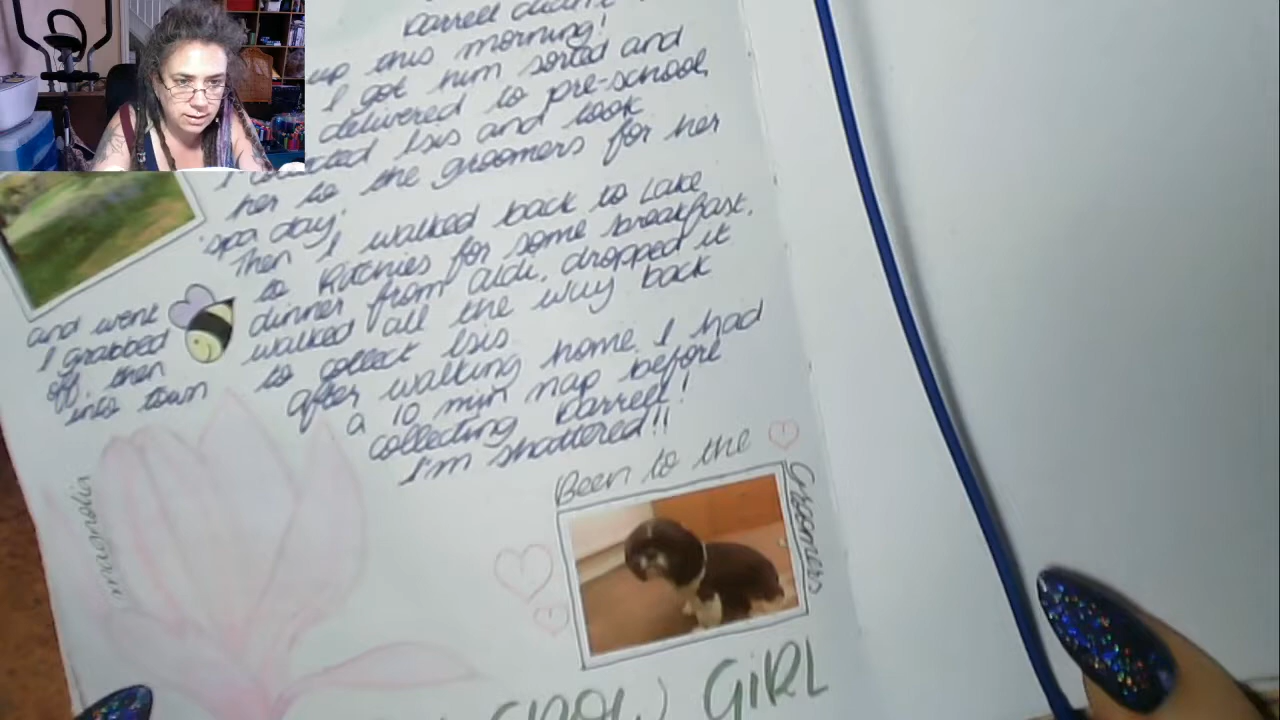 Darrell didn't
up this morning!
I got him sorted and
delivered to pre-school,
I collected Isis and took
her to the groomers for her
spa day.
Then I walked back to Lake
and went to Ritchies for some breakfast.
I grabbed dinner from aldi, dropped it
off, then walked all the way back
into town to collect Isis
after walking home I had
a 10 min nap before
collecting Darrell!
I'm shattered!!
magnolia
Been to the
Groomers
GiRL